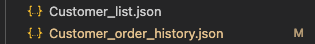 {..} Customer_list.json
{..} Customer_order_history.json M